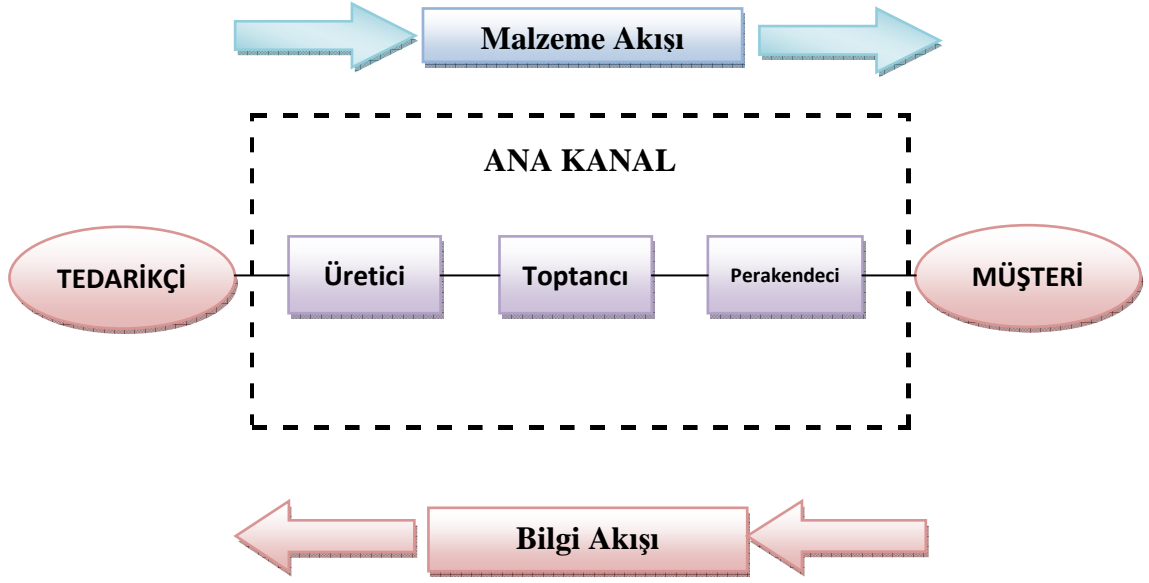 Malzeme Akışı
ANA KANAL
TEDARİKÇİ
Üretici
Toptancı
Perakendeci
MÜŞTERİ
Bilgi Akışı